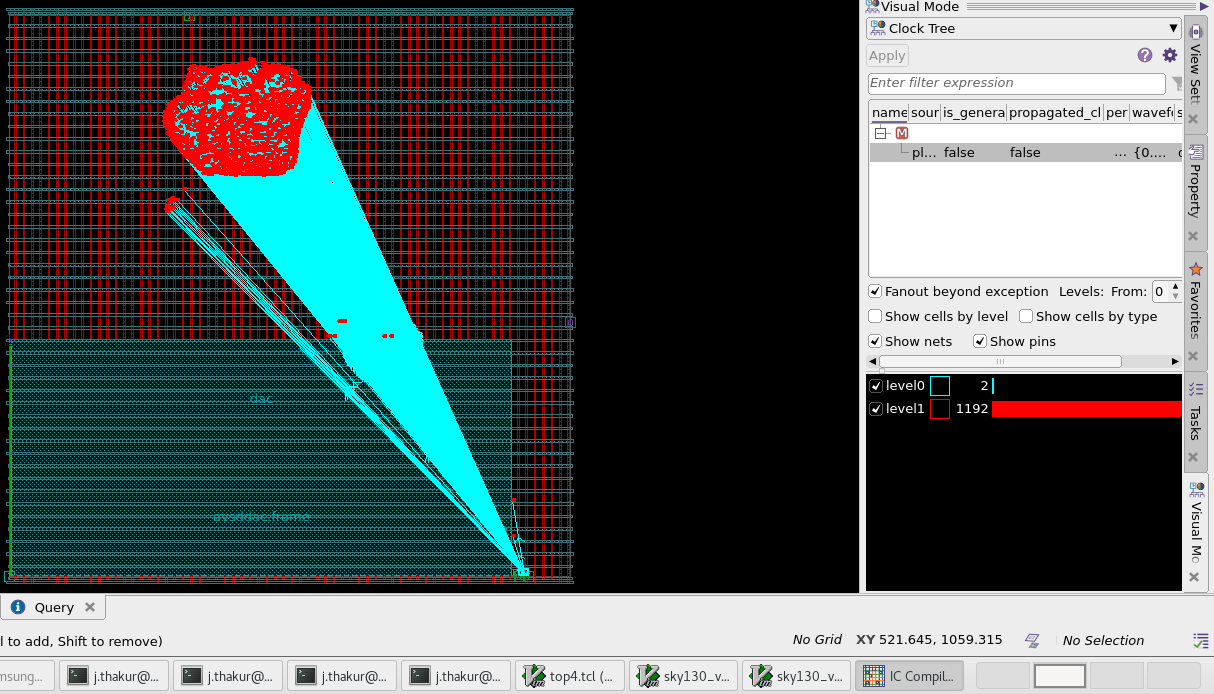 Visual Mode
Clock Tree
Apply
Enter filter expression
name sour is_genera propagated_cl per wavef s
M
pl... false false ... {0....
Fanout beyond exception Levels: From: 0
Show cells by level Show cells by type
Show nets Show pins
level0 2
level1 1192
View Sett
Property
Favorites
Tasks
Visual Mo
dac
avsddac.frame
Query
l to add, Shift to remove)
No Grid XY 521.645, 1059.315 No Selection
msung... j.thakur@... j.thakur@... j.thakur@... j.thakur@... top4.tcl (... sky130_v... sky130_v... IC Compil...